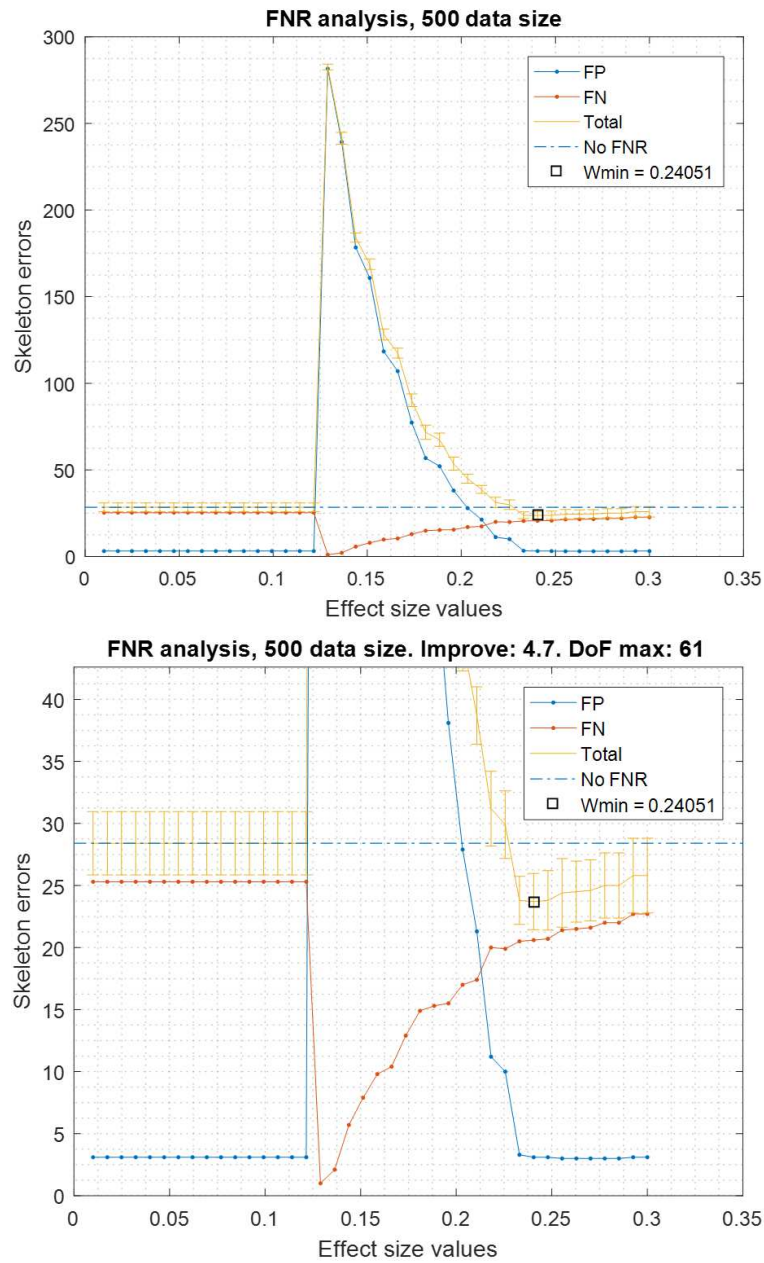 FNR analysis, 500 data size
300
250
200
150
100
50
0
Skeleton errors
FP
FN
Total
No FNR
Wmin = 0.24051
0 0.05 0.1 0.15 0.2 0.25 0.3 0.35
Effect size values
FNR analysis, 500 data size. Improve: 4.7. DoF max: 61
40
35
30
25
20
15
10
5
0
Skeleton errors
FP
FN
Total
No FNR
Wmin = 0.24051
0 0.05 0.1 0.15 0.2 0.25 0.3 0.35
Effect size values